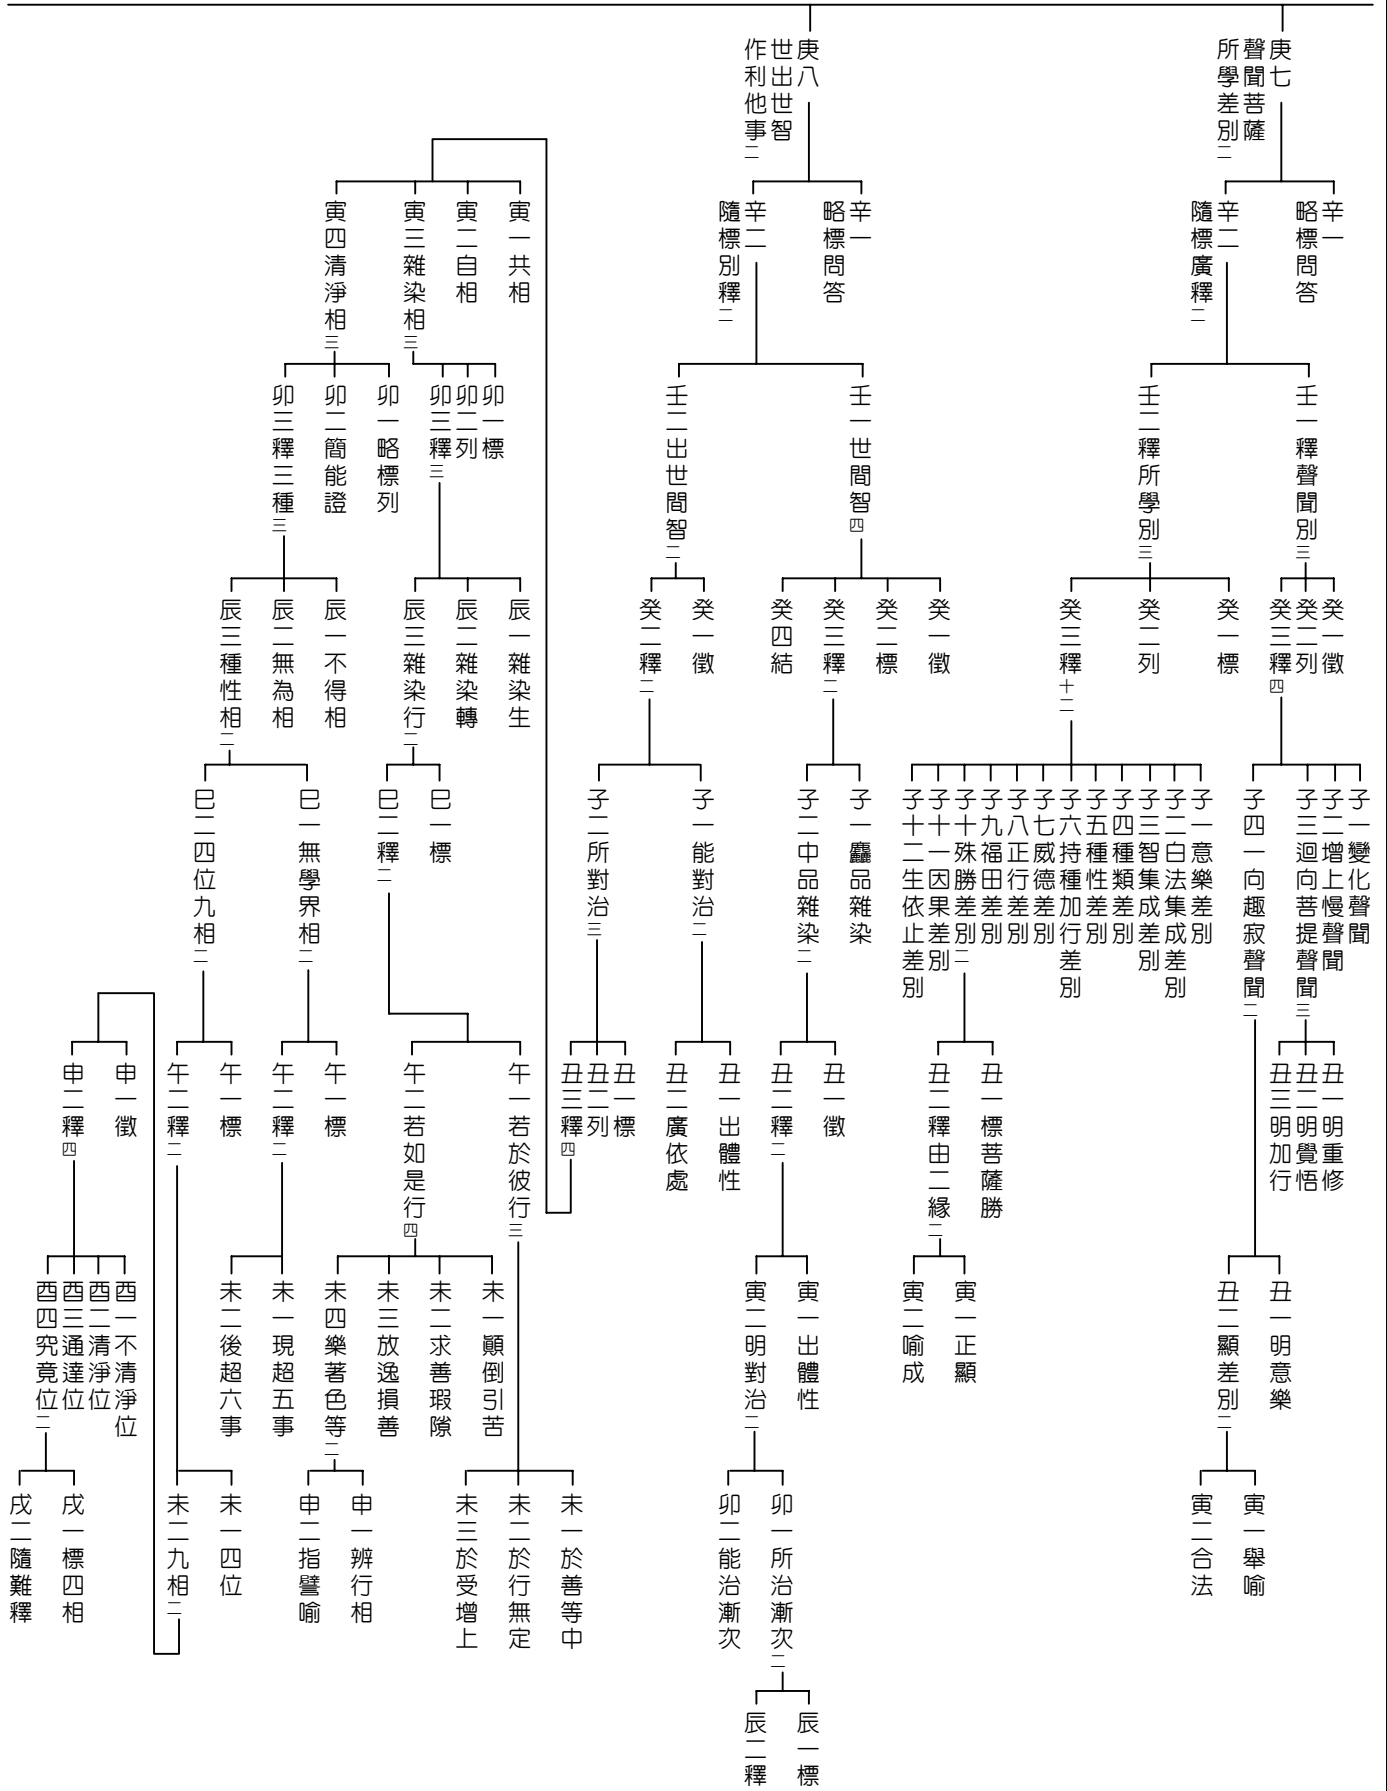 庚七
聲聞菩薩
所學差別二
辛一
略標問答
辛二
隨標廣釋二
壬一釋聲聞別三
癸一徵
癸二列
癸三釋四
子一變化聲聞
子二增上慢聲聞
子三迴向菩提聲聞三
丑一明重修
丑二明覺悟
丑三明加行
子四一向趣寂聲聞二
丑一明意樂
丑二顯差別二
寅一舉喻
寅二合法
壬二釋所學別三
癸一標
癸二列
癸三釋十二
子一意樂差別
子二白法集成差別
子三智集成差別
子四種類差別
子五種性差別
子六持種加行差別
子七威德差別
子八正行差別
子九福田差別
子十殊勝差別二
丑一標菩薩勝
丑二釋由二緣二
寅一正顯
寅二喻成
子十一因果差別
子十二生依止差別
庚八
世出世智
作利他事二
辛一
略標問答
辛二
隨標別釋二
壬一世間智四
癸一徵
癸二標
癸三釋二
子一麤品雜染
子二中品雜染二
丑一徵
丑二釋二
寅一出體性
寅二明對治二
卯一所治漸次二
辰一標
辰二釋
卯二能治漸次
癸四結
壬二出世間智二
癸一徵
癸二釋二
子一能對治二
丑一出體性
丑二廣依處
子二所對治三
丑一標
丑二列
丑三釋四
寅一共相
寅二自相
寅三雜染相三
卯一標
卯二列
卯三釋三
辰一雜染生
辰二雜染轉
辰三雜染行二
巳一標
巳二釋二
午一若於彼行三
未一於善等中
未二於行無定
未三於受增上
午二若如是行四
未一顛倒引苦
未二求善瑕隙
未三放逸損善
未四樂著色等二
申一辨行相
申二指譬喻
寅四清淨相三
卯一略標列
卯二簡能證
卯三釋三種三
辰一不得相
辰二無為相
辰三種性相二
巳一無學界相二
午一標
午二釋二
未一現超五事
未二後超六事
巳二四位九相二
午一標
午二釋二
未一四位
未二九相二
申一徵
申二釋四
酉一不清淨位
酉二清淨位
酉三通達位
酉四究竟位二
戌一標四相
戌二隨難釋